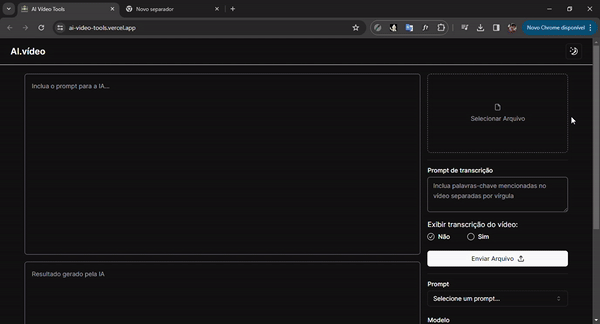 AI Video Tools
Novo separador
ai-video-tools.vercel.app
Novo Chrome disponível
AI.vídeo
Inclua o prompt para a IA...
Selecionar Arquivo
Prompt de transcrição
Inclua palavras-chave mencionadas no
vídeo separadas por vírgula
Exibir transcrição do vídeo:
Não
Sim
Enviar Arquivo
Resultado gerado pela IA
Prompt
Selecione um prompt...
Modelo